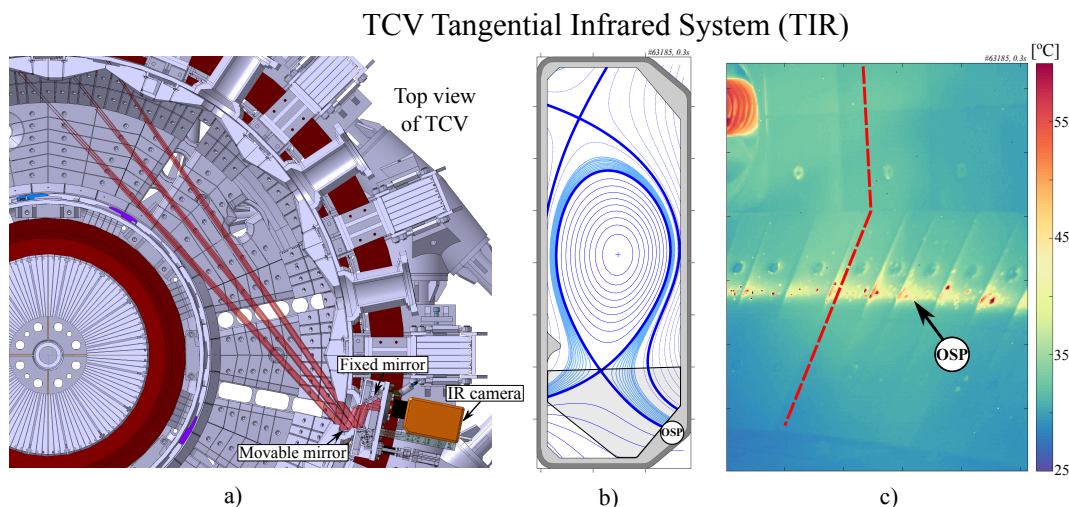 TCV Tangential Infrared System (TIR)
Top view
of TCV
Fixed mirror
IR camera
Movable mirror
a)
#63185, 0.3s
OSP
b)
#63185, 0.3s
[ºC]
55
45
35
25
OSP
c)